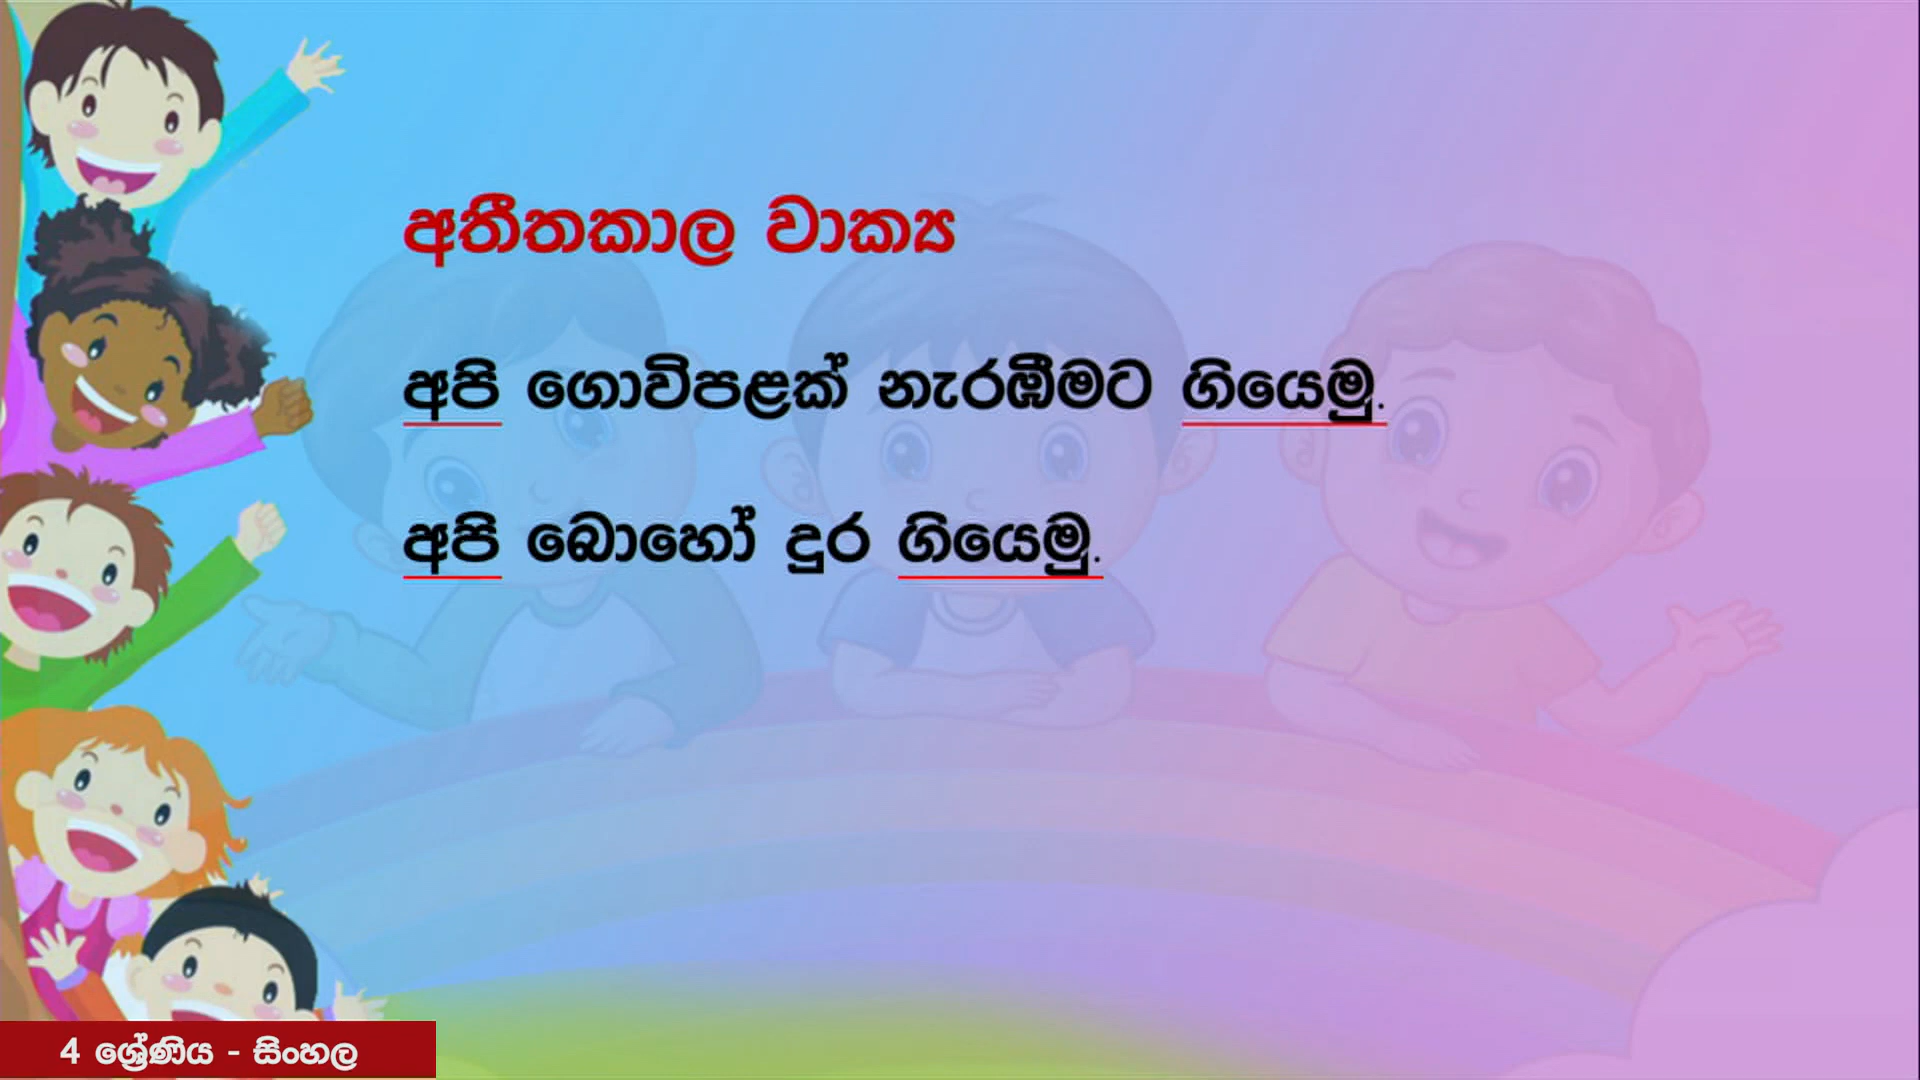 අතීතකාල වාක්‍ය
අපි ගොවිපළක් නැරඹීමට ගියෙමු.
අපි බොහෝ දුර ගියෙමු.
4 ශ්‍රේණිය - සිංහල